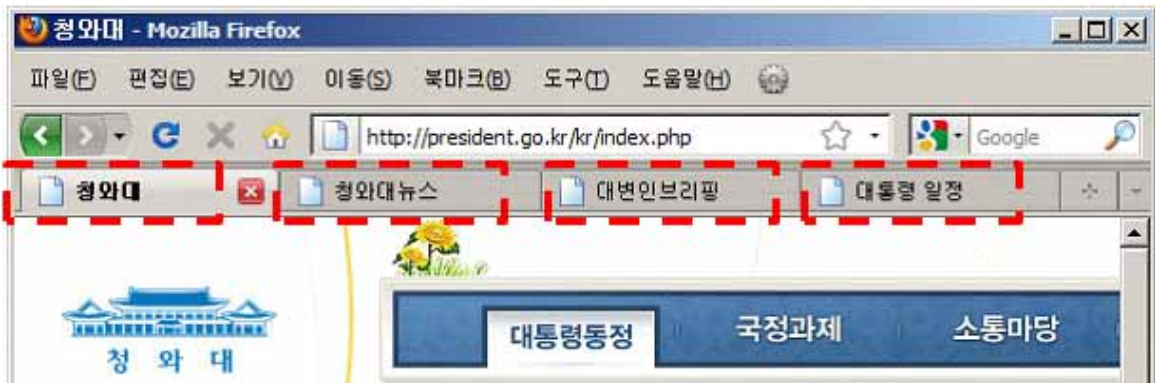 청와대 - Mozilla Firefox
파일(F) 편집(E) 보기(V) 이동(S) 북마크(B) 도구(T) 도움말(H)
http://president.go.kr/kr/index.php Google
청와대 청와대뉴스 대변인브리핑 대통령 일정
대통령동정 국정과제 소통마당
청와대